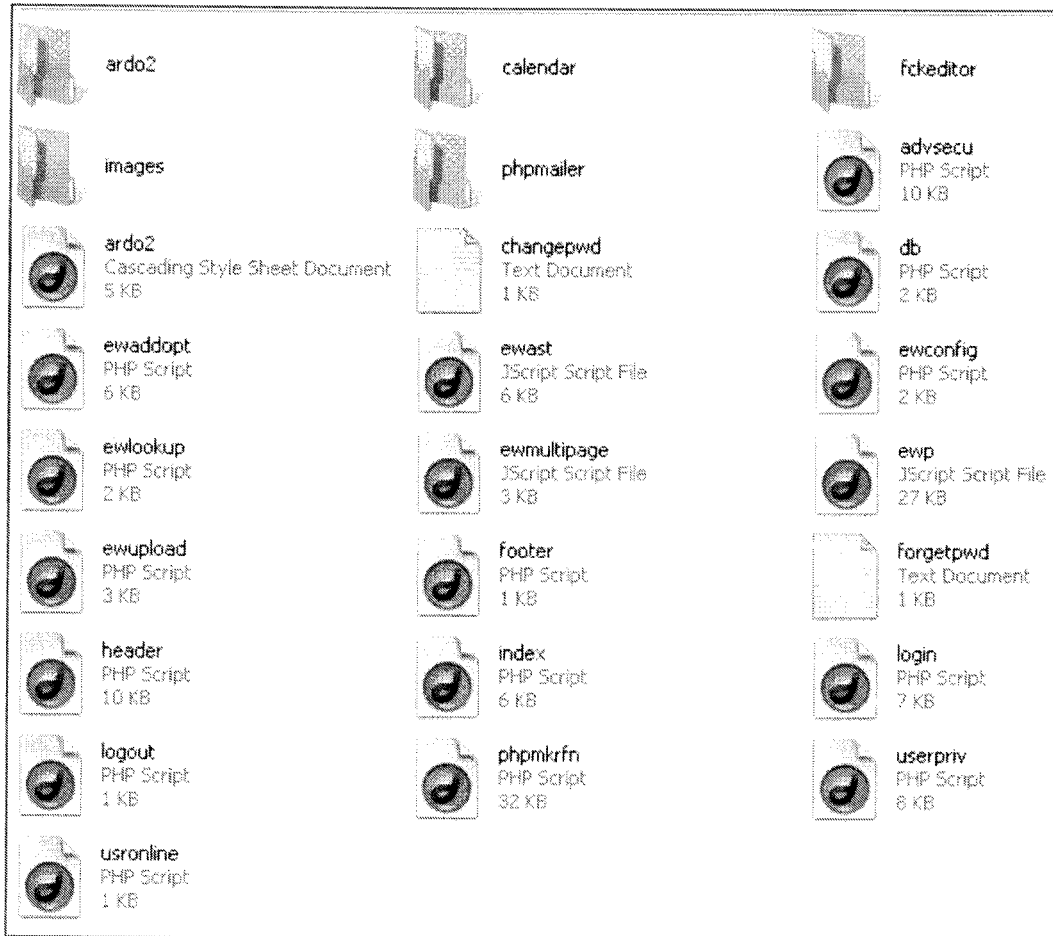 ardo2
calendar
fckeditor
images
phpmailer
advsecu
PHP Script
10 KB
ardo2
Cascading Style Sheet Document
5 KB
changepwd
Text Document
1 KB
db
PHP Script
2 KB
ewaddopt
PHP Script
6 KB
ewast
JScript Script File
6 KB
ewconfig
PHP Script
2 KB
ewlookup
PHP Script
2 KB
ewmultipage
JScript Script File
3 KB
ewp
JScript Script File
27 KB
ewupload
PHP Script
3 KB
footer
PHP Script
1 KB
forgetpwd
Text Document
1 KB
header
PHP Script
10 KB
index
PHP Script
6 KB
login
PHP Script
7 KB
logout
PHP Script
1 KB
phpmkrfn
PHP Script
32 KB
userpriv
PHP Script
8 KB
usronline
PHP Script
1 KB